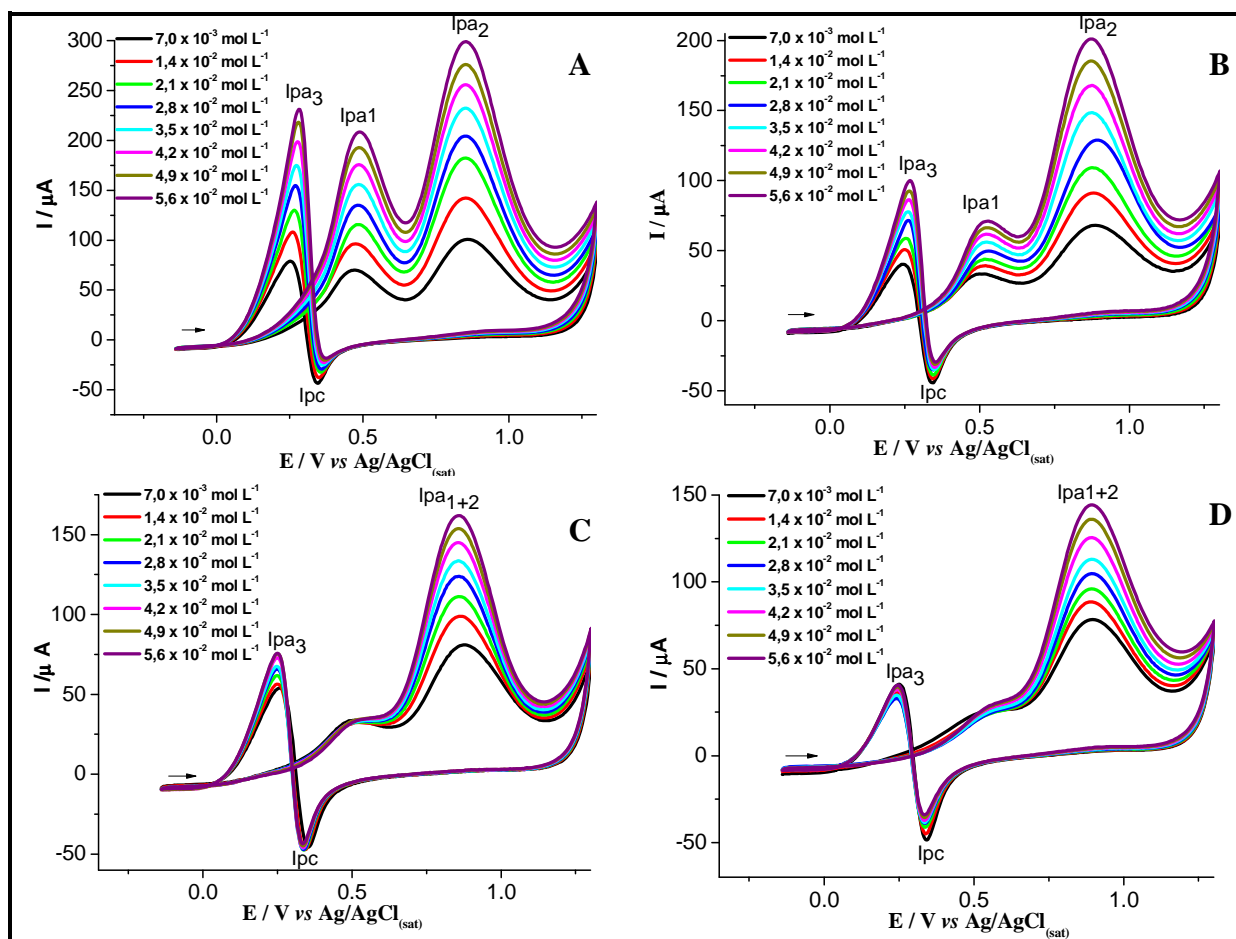 A
Ipa2
Ipa3
Ipa1
7,0 x 10-3 mol L-1
1,4 x 10-2 mol L-1
2,1 x 10-2 mol L-1
2,8 x 10-2 mol L-1
3,5 x 10-2 mol L-1
4,2 x 10-2 mol L-1
4,9 x 10-2 mol L-1
5,6 x 10-2 mol L-1
300
250
200
150
100
50
0
-50
I / µA
Ipc
0.0 0.5 1.0
E / V vs Ag/AgCl(sat)
B
Ipa2
Ipa3
Ipa1
7,0 x 10-3 mol L-1
1,4 x 10-2 mol L-1
2,1 x 10-2 mol L-1
2,8 x 10-2 mol L-1
3,5 x 10-2 mol L-1
4,2 x 10-2 mol L-1
4,9 x 10-2 mol L-1
5,6 x 10-2 mol L-1
200
150
100
50
0
-50
I / µA
Ipc
0.0 0.5 1.0
E / V vs Ag/AgCl(sat)
C
Ipa1+2
Ipa3
7,0 x 10-3 mol L-1
1,4 x 10-2 mol L-1
2,1 x 10-2 mol L-1
2,8 x 10-2 mol L-1
3,5 x 10-2 mol L-1
4,2 x 10-2 mol L-1
4,9 x 10-2 mol L-1
5,6 x 10-2 mol L-1
150
100
50
0
-50
I /µ A
Ipc
0.0 0.5 1.0
E / V vs Ag/AgCl(sat)
D
Ipa1+2
Ipa3
7,0 x 10-3 mol L-1
1,4 x 10-2 mol L-1
2,1 x 10-2 mol L-1
2,8 x 10-2 mol L-1
3,5 x 10-2 mol L-1
4,2 x 10-2 mol L-1
4,9 x 10-2 mol L-1
5,6 x 10-2 mol L-1
150
100
50
0
-50
I /µA
Ipc
0.0 0.5 1.0
E / V vs Ag/AgCl(sat)